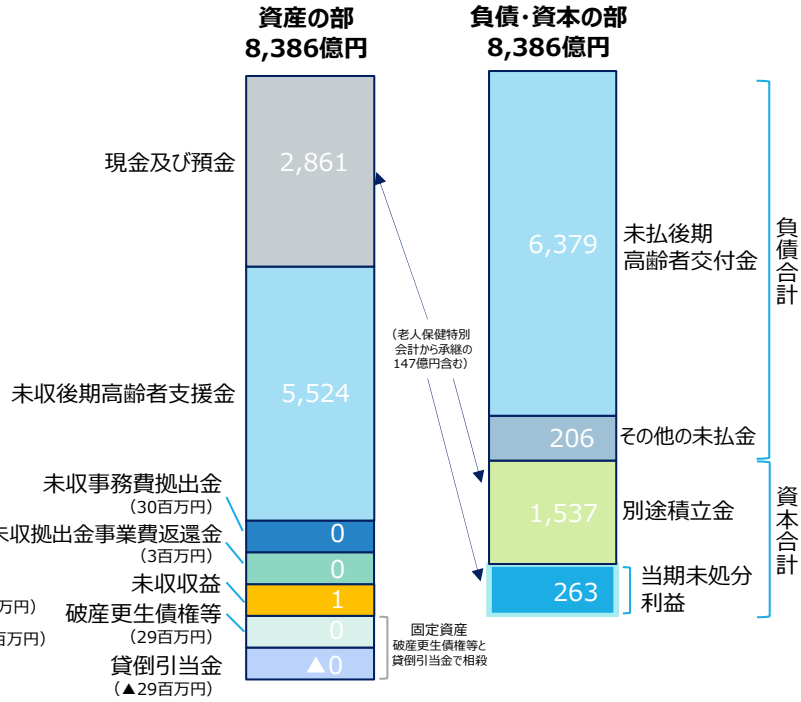 資産の部
8,386億円
現金及び預金
2,861
未収後期高齢者支援金
5,524
未収事務費拠出金
(30百万円)
0
未収拠出金事業費返還金
(3百万円)
0
未収収益
1
万円)
破産更生債権等
(29百万円)
0
百万円)
貸倒引当金
(▲29百万円)
▲0
固定資産
破産更生債権等と
貸倒引当金で相殺
(老人保健特別
会計から承継の
147億円含む)
負債・資本の部
8,386億円
6,379
未払後期
高齢者交付金
206
その他の未払金
負債合計
1,537
別途積立金
263
当期未処分
利益
資本合計